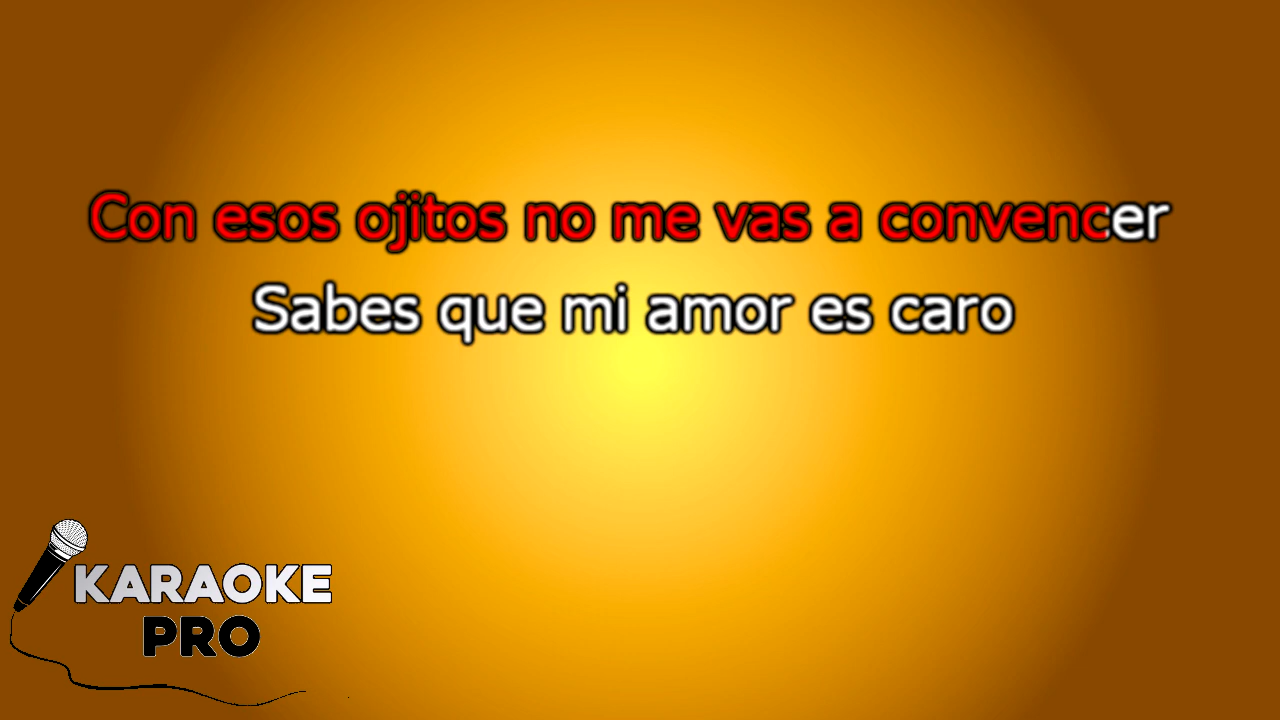 Con esos ojitos no me vas a convencer
Sabes que mi amor es caro
KARAOKE
PRO